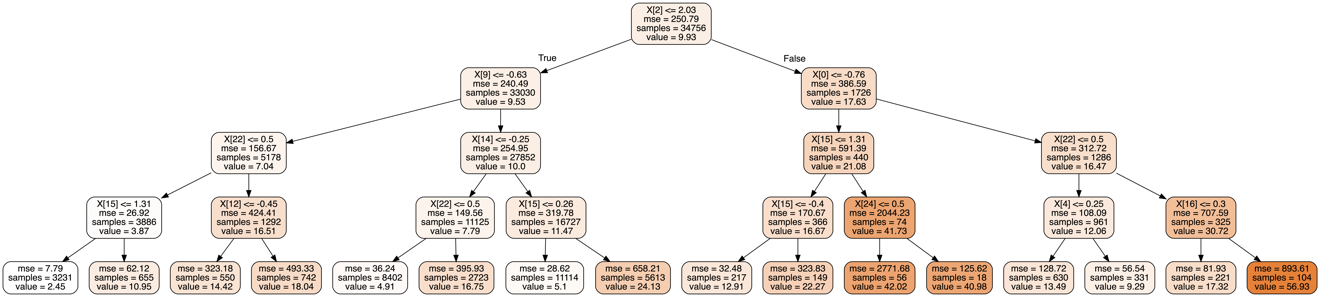 X[2] <= 2.03
mse = 250.79
samples = 34756
value = 9.93
True
False
X[9] <= -0.63
mse = 240.49
samples = 33030
value = 9.53
X[0] <= -0.76
mse = 386.59
samples = 1726
value = 17.63
X[22] <= 0.5
mse = 156.67
samples = 5178
value = 7.04
X[14] <= -0.25
mse = 254.95
samples = 27852
value = 10.0
X[15] <= 1.31
mse = 591.39
samples = 440
value = 21.08
X[22] <= 0.5
mse = 312.72
samples = 1286
value = 16.47
X[15] <= 1.31
mse = 26.92
samples = 3886
value = 3.87
X[12] <= -0.45
mse = 424.41
samples = 1292
value = 16.51
X[22] <= 0.5
mse = 149.56
samples = 11125
value = 7.79
X[15] <= 0.26
mse = 319.78
samples = 16727
value = 11.47
X[15] <= -0.4
mse = 170.67
samples = 366
value = 16.67
X[24] <= 0.5
mse = 2044.23
samples = 74
value = 41.73
X[4] <= 0.25
mse = 108.09
samples = 961
value = 12.06
X[16] <= 0.3
mse = 707.59
samples = 325
value = 30.72
mse = 7.79
samples = 3231
value = 2.45
mse = 62.12
samples = 655
value = 10.95
mse = 323.18
samples = 550
value = 14.42
mse = 493.33
samples = 742
value = 18.04
mse = 36.24
samples = 8402
value = 4.91
mse = 395.93
samples = 2723
value = 16.75
mse = 28.62
samples = 11114
value = 5.1
mse = 658.21
samples = 5613
value = 24.13
mse = 32.48
samples = 217
value = 12.91
mse = 323.83
samples = 149
value = 22.27
mse = 2771.68
samples = 56
value = 42.02
mse = 125.62
samples = 18
value = 40.98
mse = 128.72
samples = 630
value = 13.49
mse = 56.54
samples = 331
value = 9.29
mse = 81.93
samples = 221
value = 17.32
mse = 893.61
samples = 104
value = 56.93